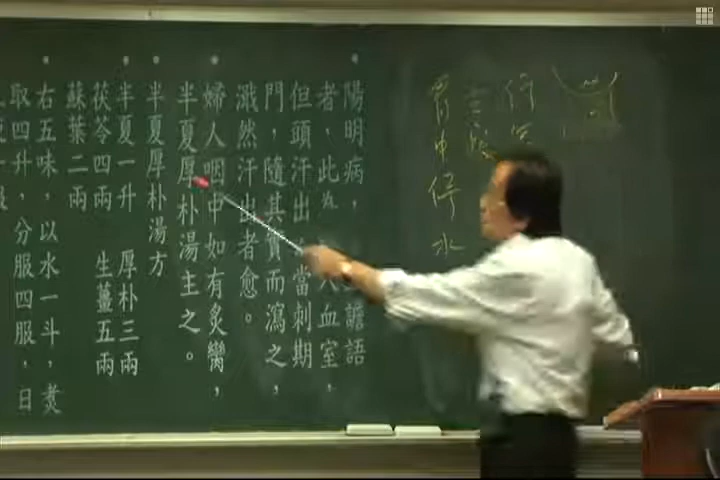 胃中停水
陽明病，譫語
者，此為入血室，
但頭汗出當刺期
門，隨其實而瀉之，
濈然汗出者愈。
婦人咽中如有炙臠，
半夏厚朴湯主之。
半夏厚朴湯方
半夏一升 厚朴三兩
茯苓四兩 生薑五兩
蘇葉二兩
右五味，以水一斗，煑
取四升，分服四服，日